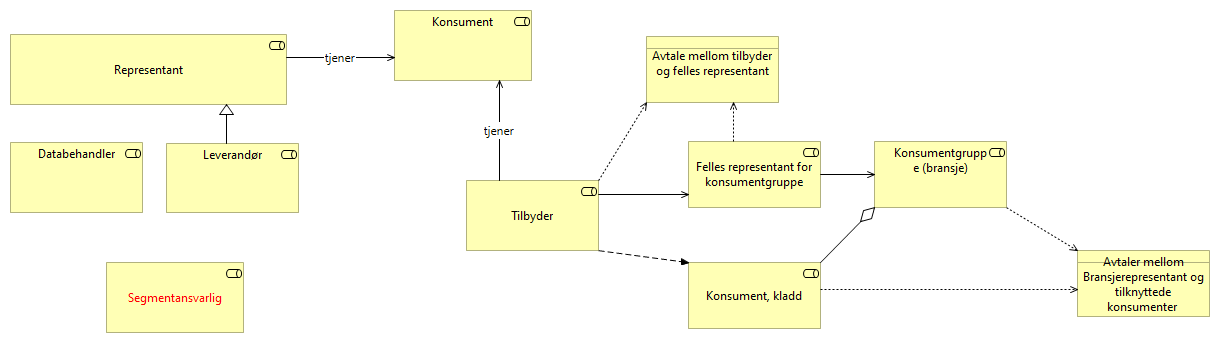 Konsument
Representant
tjener
Avtale mellom tilbyder
og felles representant
Databehandler
Leverandør
tjener
Felles representant for
konsumentgruppe
Konsumentgrupp
e (bransje)
Tilbyder
Segmentansvarlig
Konsument, kladd
Avtaler mellom
Bransjerepresentant og
tilknyttede
konsumenter